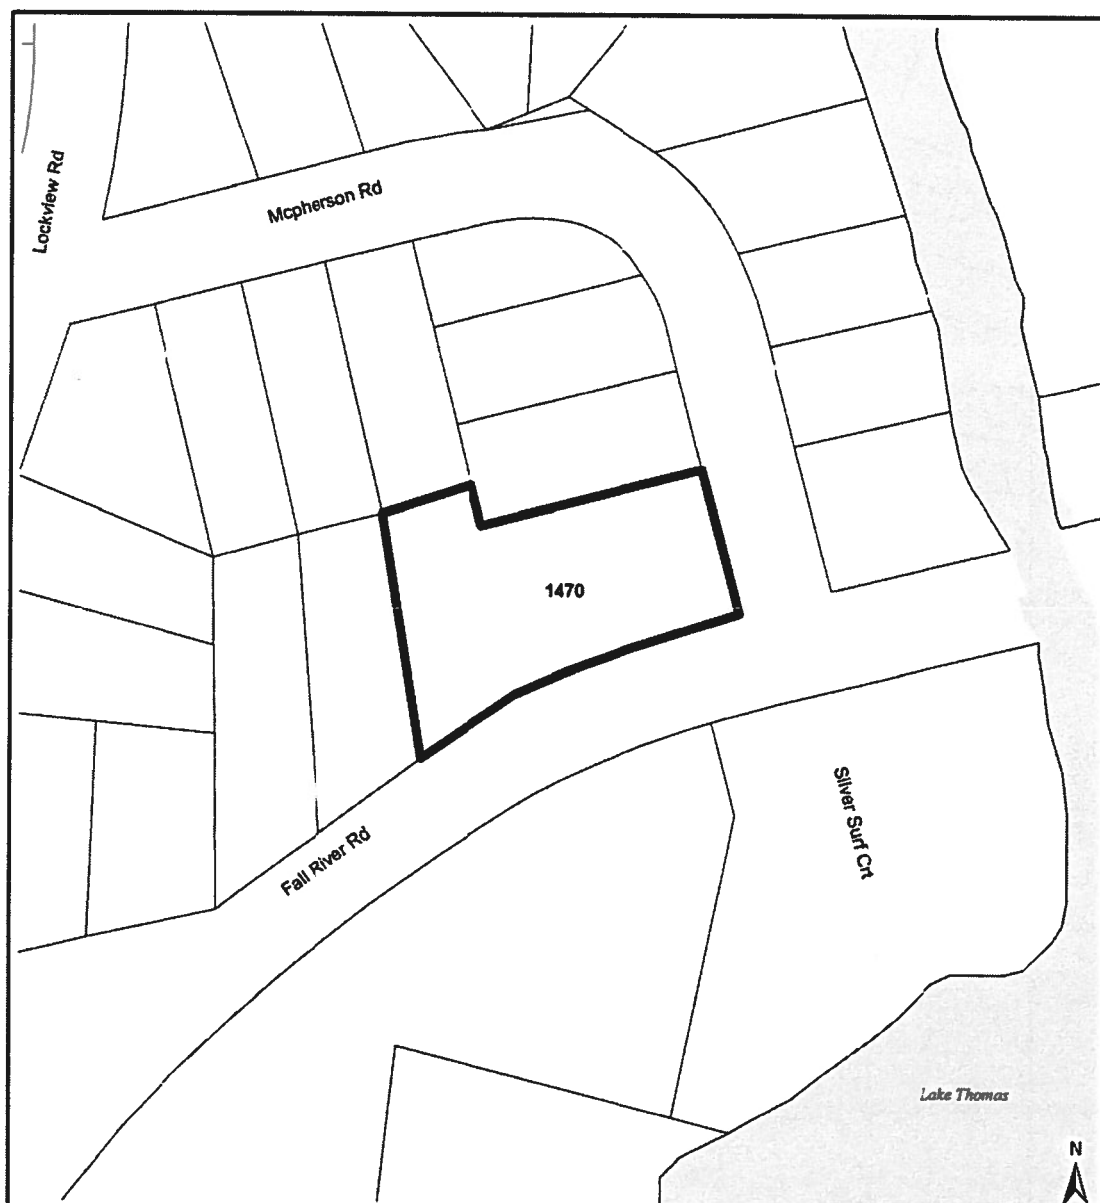 Lockview Rd
Mcpherson Rd
1470
Silver Surf Crt
Fall River Rd
Lake Thomas
N